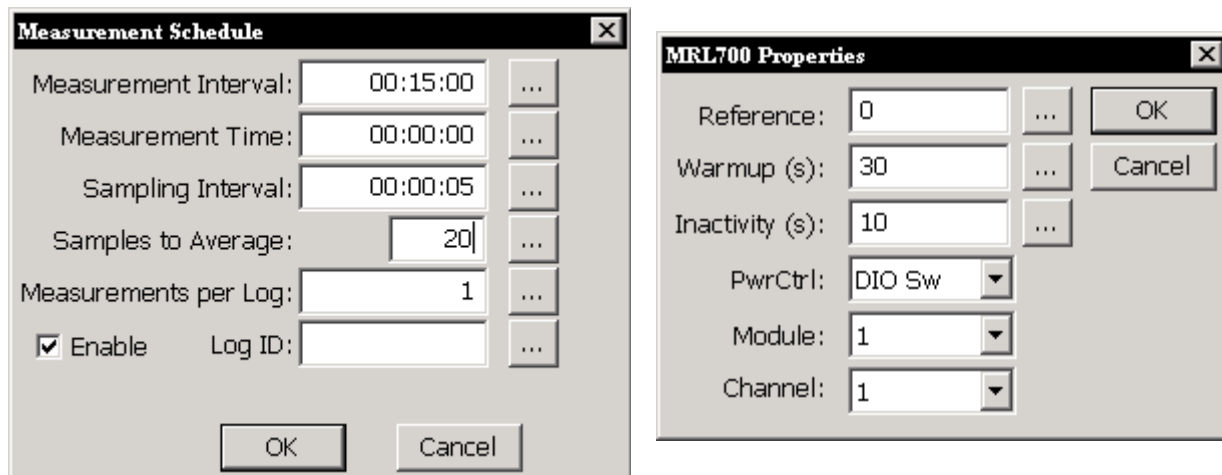 Measurement Schedule
Measurement Interval: 00:15:00 ...
Measurement Time: 00:00:00 ...
Sampling Interval: 00:00:05 ...
Samples to Average: 20 ...
Measurements per Log: 1 ...
Enable Log ID: ...
OK Cancel
MRL700 Properties
Reference: 0 ... OK
Warmup (s): 30 ... Cancel
Inactivity (s): 10 ...
PwrCtrl: DIO Sw
Module: 1
Channel: 1